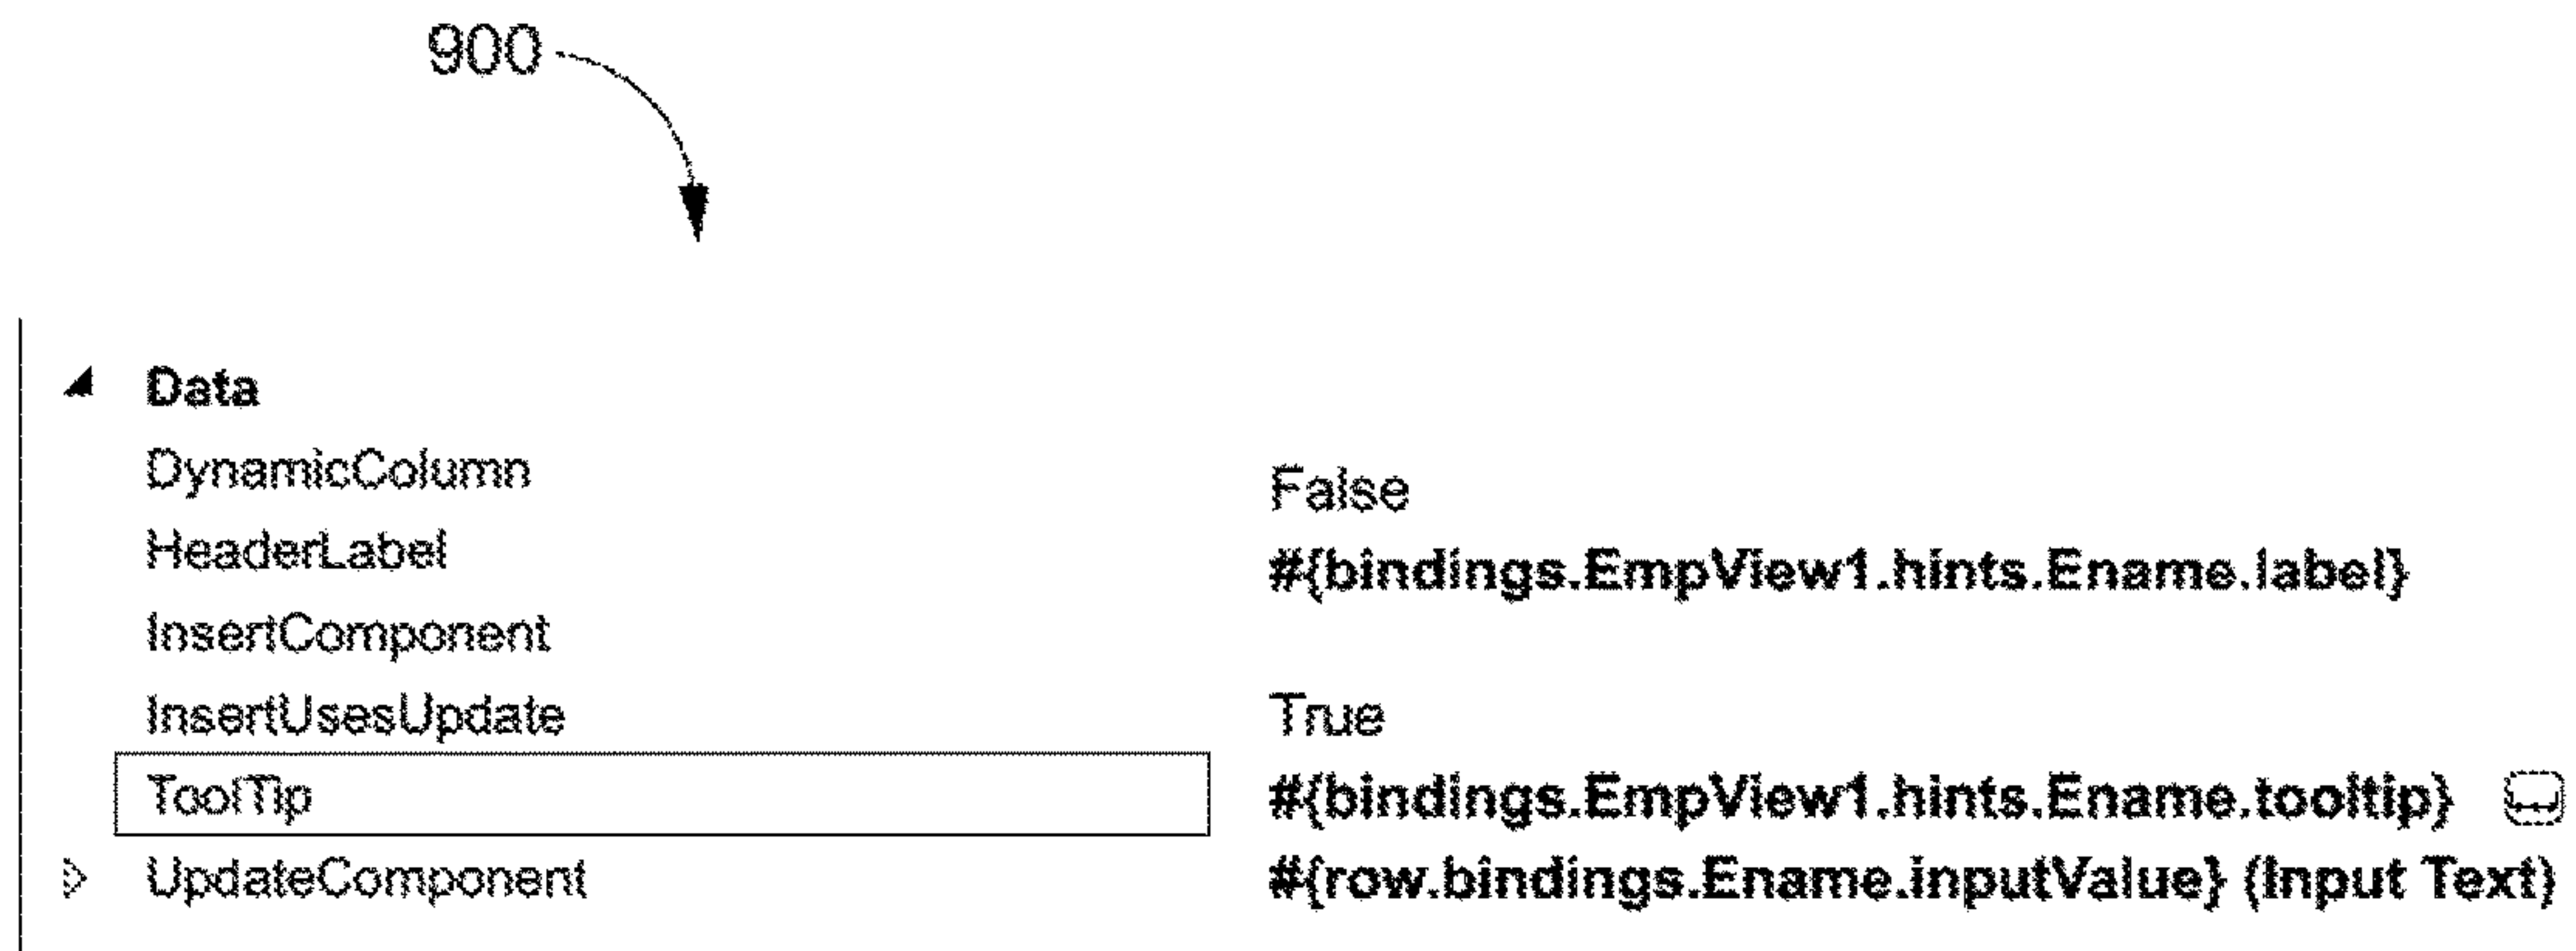 900
Data
DynamicColumn False
HeaderLabel #{bindings.EmpView1.hints.Ename.label}
InsertComponent
InsertUsesUpdate True
ToolTip #{bindings.EmpView1.hints.Ename.tooltip}
UpdateComponent #{row.bindings.Ename.inputValue} (Input Text)